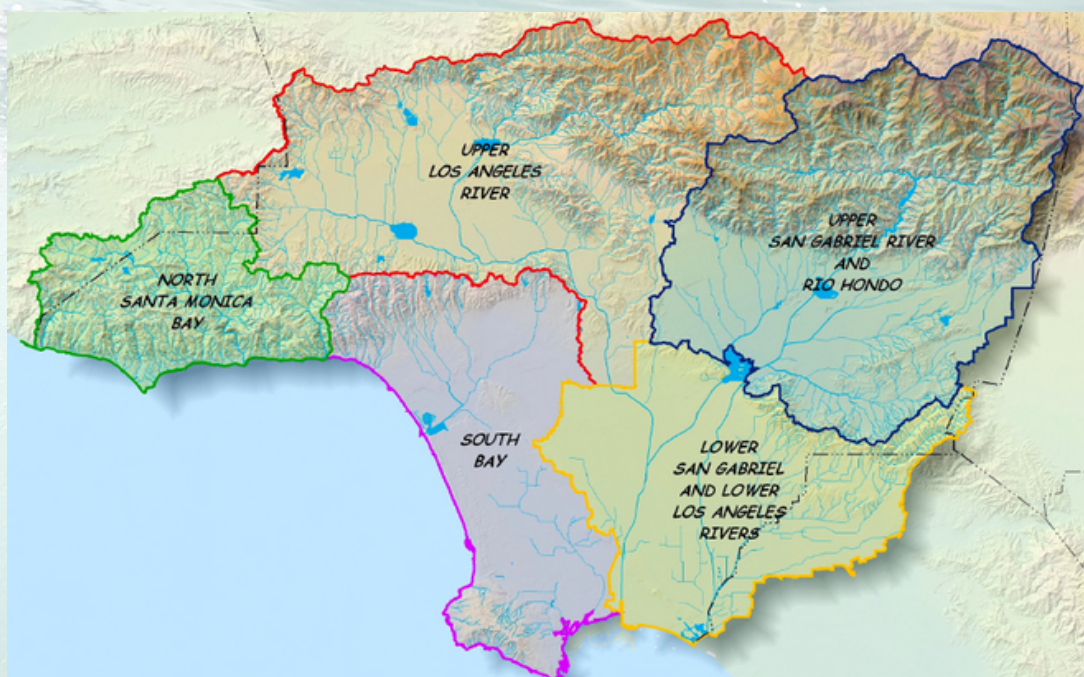 UPPER
LOS ANGELES
RIVER
UPPER
SAN GABRIEL RIVER
AND
RIO HONDO
NORTH
SANTA MONICA
BAY
SOUTH
BAY
LOWER
SAN GABRIEL
AND LOWER
LOS ANGELES
RIVERS